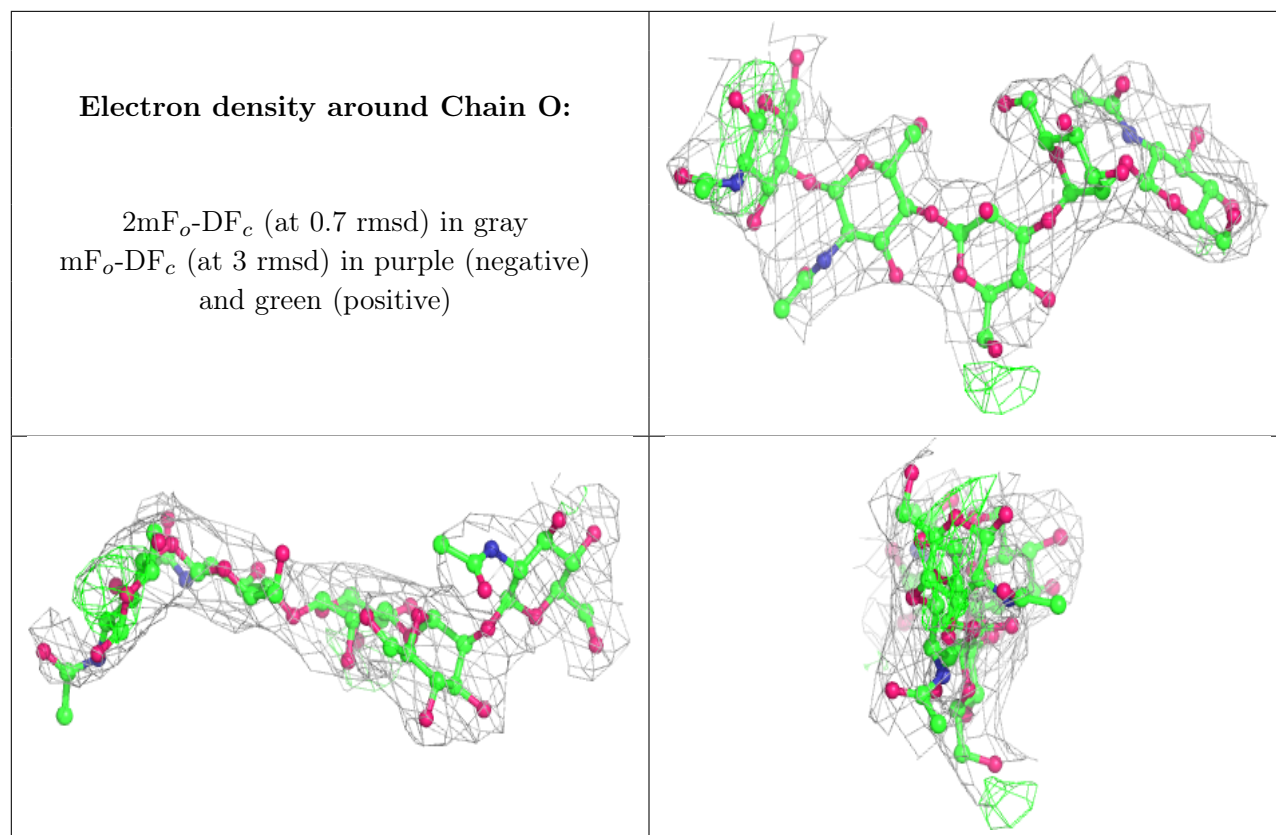 Electron density around Chain O:
2mFₒ-DF𝒸 (at 0.7 rmsd) in gray
mFₒ-DF𝒸 (at 3 rmsd) in purple (negative)
and green (positive)